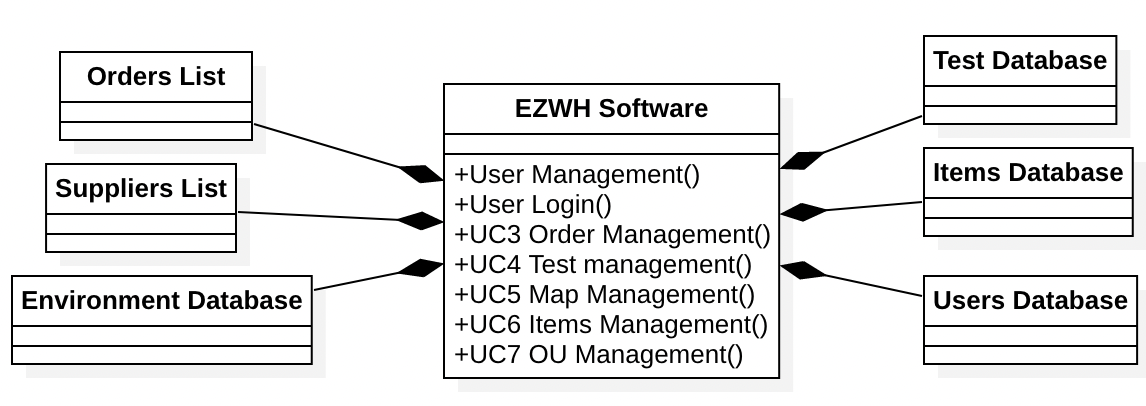 Orders List
Suppliers List
Environment Database
EZWH Software
+User Management()
+User Login()
+UC3 Order Management()
+UC4 Test management()
+UC5 Map Management()
+UC6 Items Management()
+UC7 OU Management()
Test Database
Items Database
Users Database